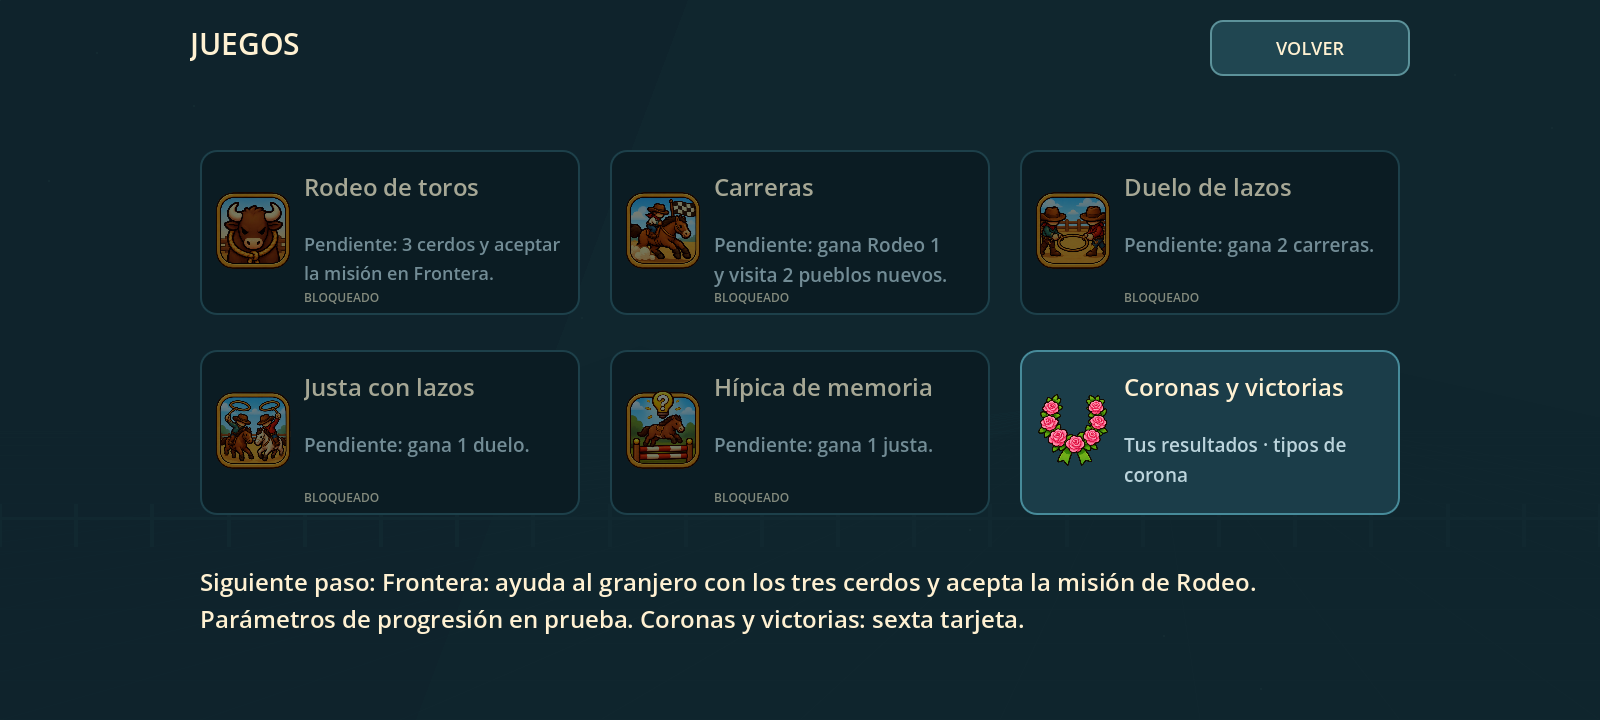 JUEGOS
VOLVER
Rodeo de toros
Pendiente: 3 cerdos y aceptar
la misión en Frontera.
BLOQUEADO
Carreras
Pendiente: gana Rodeo 1
y visita 2 pueblos nuevos.
BLOQUEADO
Duelo de lazos
Pendiente: gana 2 carreras.
BLOQUEADO
Justa con lazos
Pendiente: gana 1 duelo.
BLOQUEADO
Hípica de memoria
Pendiente: gana 1 justa.
BLOQUEADO
?
Coronas y victorias
Tus resultados · tipos de
corona
Siguiente paso: Frontera: ayuda al granjero con los tres cerdos y acepta la misión de Rodeo.
Parámetros de progresión en prueba. Coronas y victorias: sexta tarjeta.